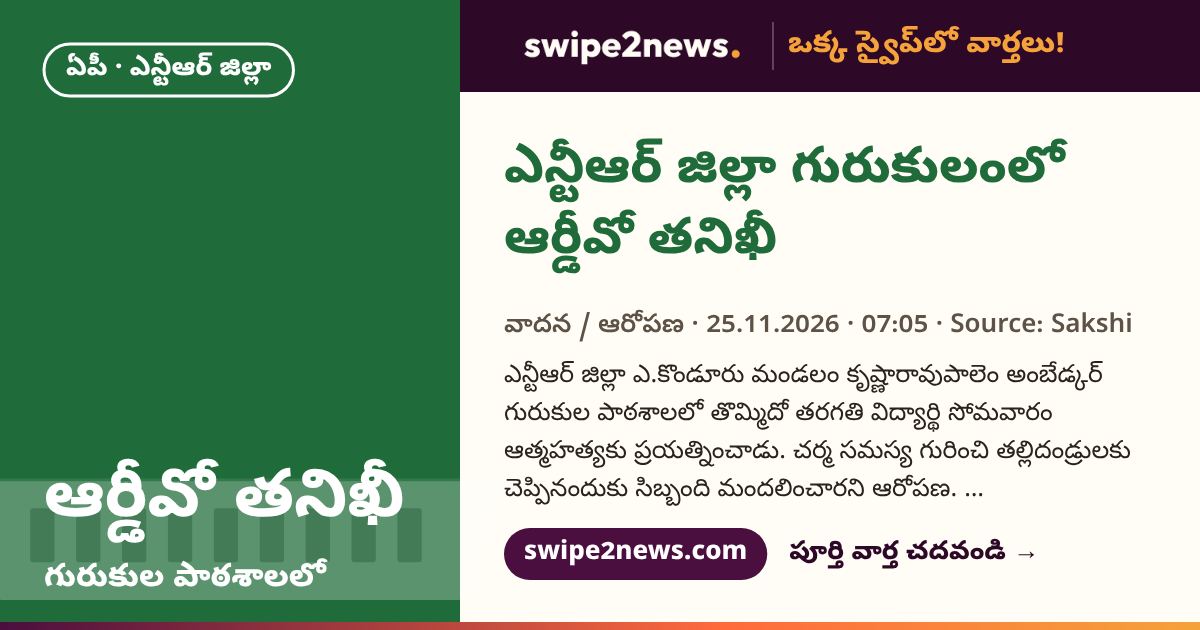 ఏపీ · ఎన్టీఆర్ జిల్లా
ఆర్డీవో తనిఖీ
గురుకుల పాఠశాలలో
swipe2news.
ఒక్క స్వైప్‌లో వార్తలు!
ఎన్టీఆర్ జిల్లా గురుకులంలో
ఆర్డీవో తనిఖీ
వాదన / ఆరోపణ · 25.11.2026 · 07:05 · Source: Sakshi
ఎన్టీఆర్ జిల్లా ఎ.కొండూరు మండలం కృష్ణారావుపాలెం అంబేడ్కర్
గురుకుల పాఠశాలలో తొమ్మిదో తరగతి విద్యార్థి సోమవారం
ఆత్మహత్యకు ప్రయత్నించాడు. చర్మ సమస్య గురించి తల్లిదండ్రులకు
చెప్పినందుకు సిబ్బంది మందలించారని ఆరోపణ. ...
swipe2news.com
పూర్తి వార్త చదవండి →